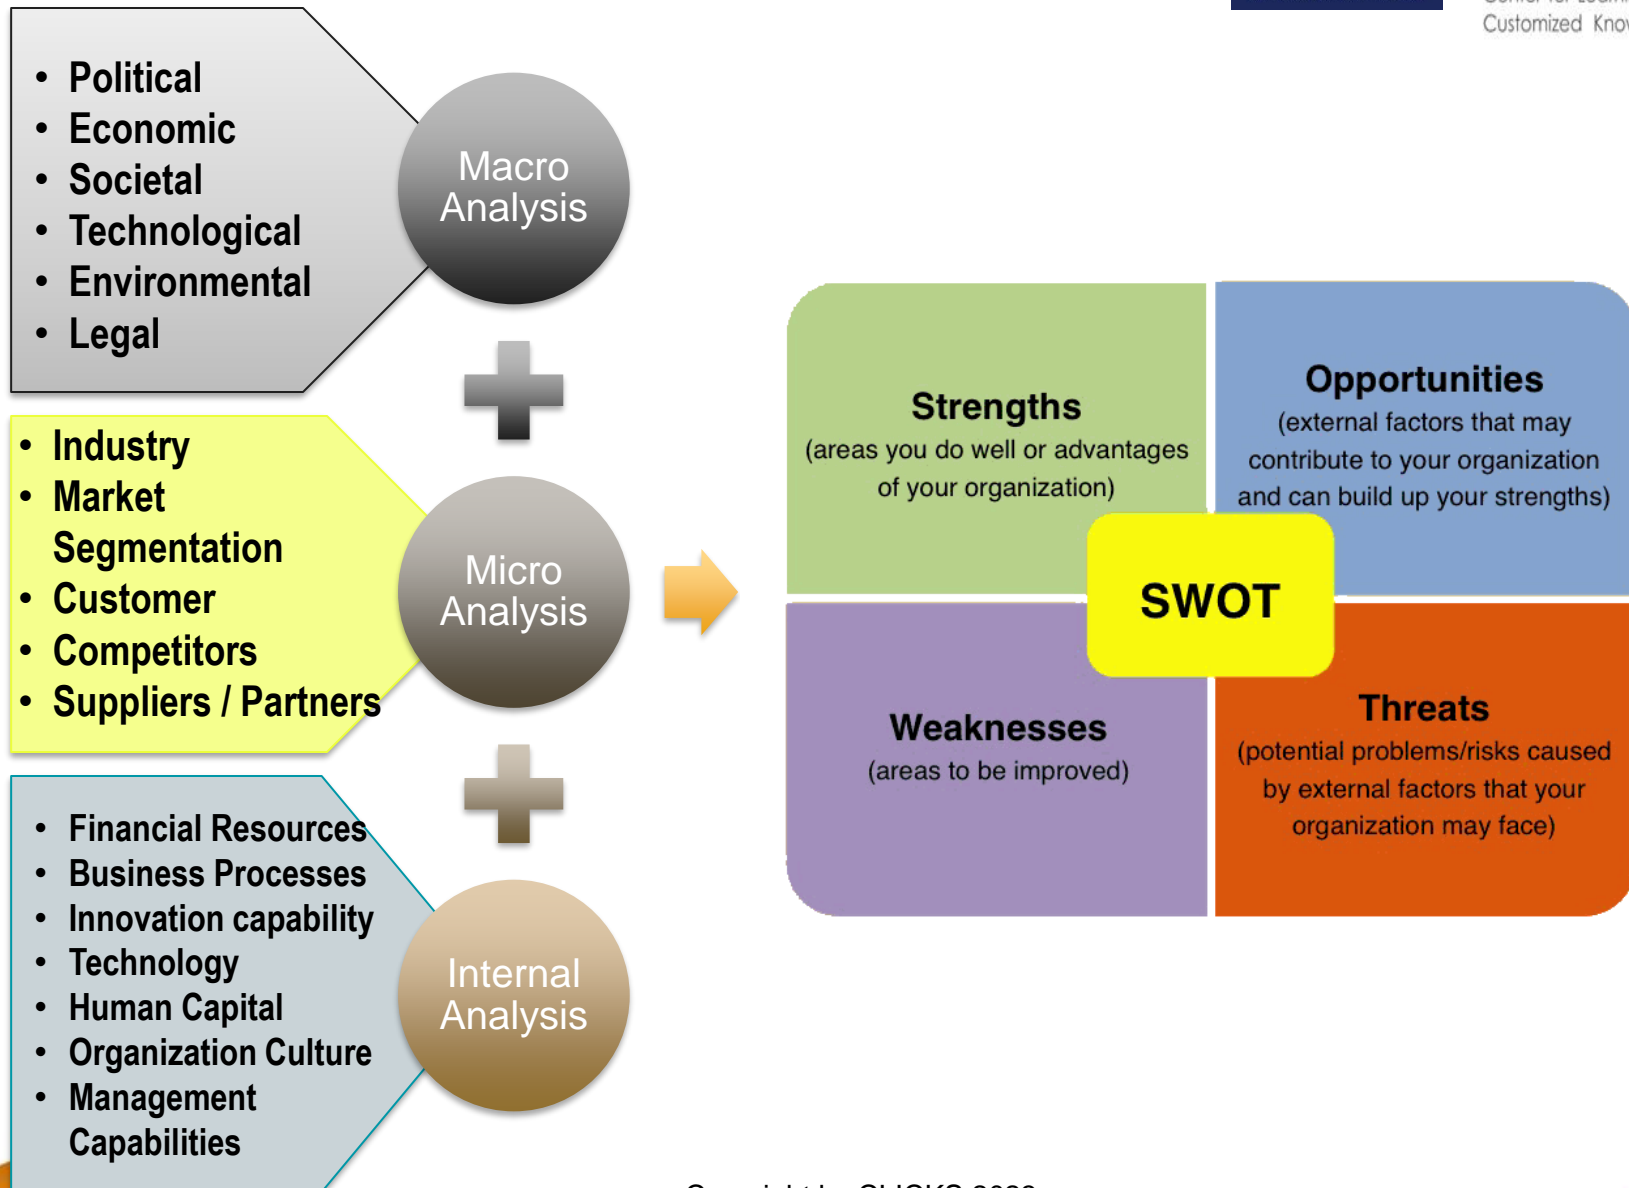 Customized
• Political
• Economic
• Societal
• Technological
• Environmental
• Legal
Macro
Analysis
• Industry
• Market
Segmentation
• Customer
• Competitors
• Suppliers / Partners
Micro
Analysis
• Financial Resources
• Business Processes
• Innovation capability
• Technology
• Human Capital
• Organization Culture
• Management
Capabilities
Internal
Analysis
Strengths
(areas you do well or advantages
of your organization)
Opportunities
(external factors that may
contribute to your organization
and can build up your strengths)
SWOT
Weaknesses
(areas to be improved)
Threats
(potential problems/risks caused
by external factors that your
organization may face)